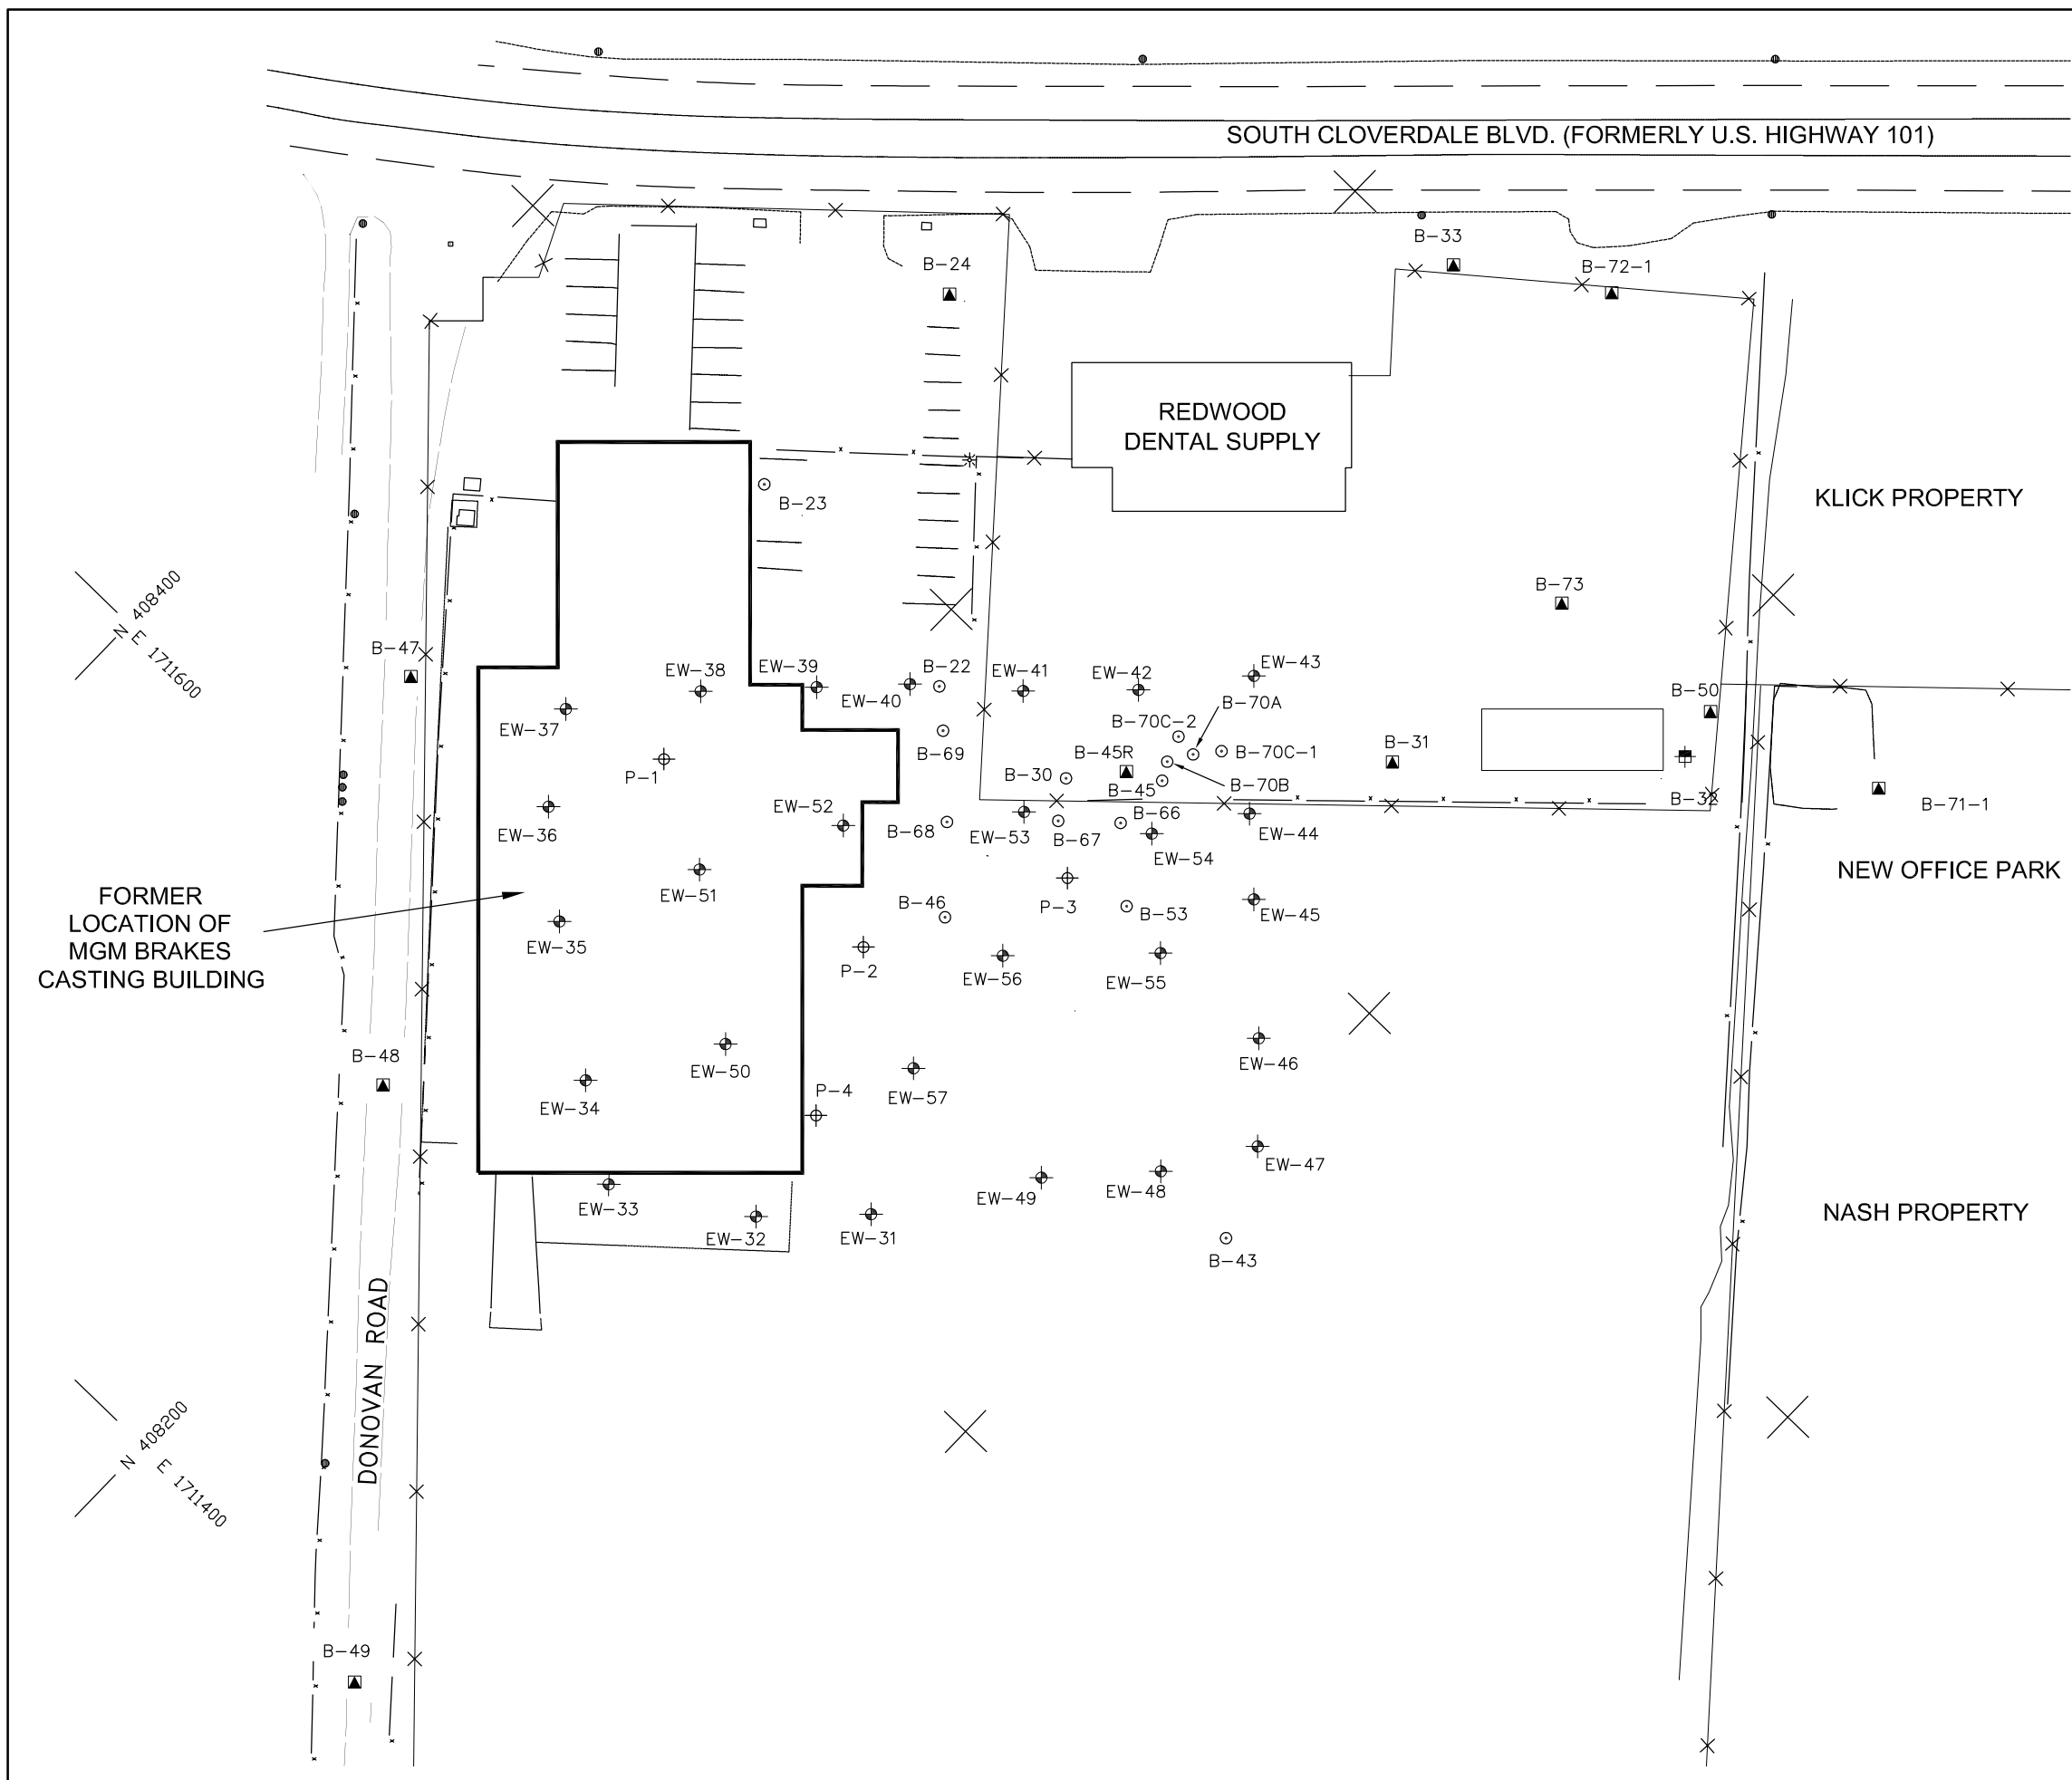 SOUTH CLOVERDALE BLVD. (FORMERLY U.S. HIGHWAY 101)
B-33
B-24
B-72-1
REDWOOD
DENTAL SUPPLY
B-23
KLICK PROPERTY
N 408400
E 1711600
B-73
B-47
EW-38
EW-39
B-22
EW-41
EW-42
EW-43
EW-40
B-50
EW-37
B-70A
B-70C-2
B-69
B-45R
B-70C-1
B-31
P-1
B-30
B-45
B-70B
B-32
B-71-1
EW-52
EW-36
B-68
EW-53
B-67
B-66
EW-44
EW-54
NEW OFFICE PARK
EW-51
FORMER
LOCATION OF
MGM BRAKES
CASTING BUILDING
B-46
P-3
B-53
EW-45
EW-35
P-2
EW-56
EW-55
B-48
EW-50
EW-46
EW-57
P-4
EW-34
EW-47
EW-49
EW-48
EW-33
EW-32
EW-31
NASH PROPERTY
B-43
DONOVAN ROAD
N 408200
E 1711400
B-49